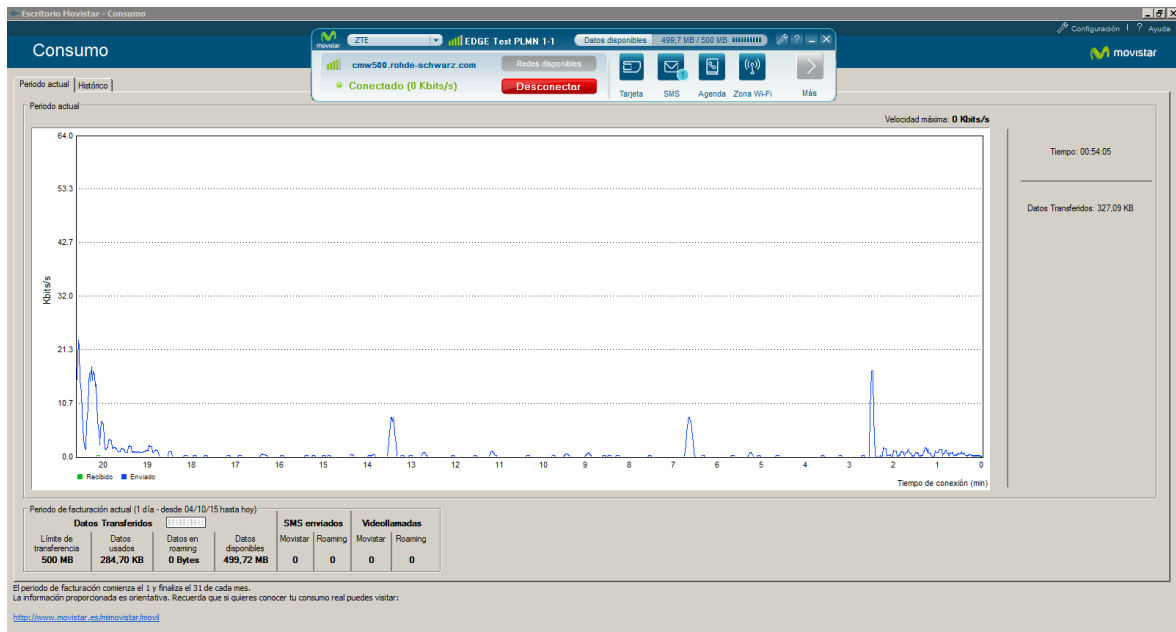 Escritorio Movistar - Consumo
Configuración | ? Ayuda
Consumo
movistar
movistar
ZTE
EDGE Test PLMN 1-1
Datos disponibles
499,7 MB / 500 MB
?
cmw500.rohde-schwarz.com
Redes disponibles
Conectado (0 Kbits/s)
Desconectar
1
Tarjeta
SMS
Agenda
Zona Wi-Fi
Más
Periodo actual
Histórico
Periodo actual
Velocidad máxima: 0 Kbits/s
Tiempo: 00:54:05
Datos Transferidos: 327,09 KB
64.0
53.3
42.7
32.0
21.3
10.7
0.0
Kbits/s
20 19 18 17 16 15 14 13 12 11 10 9 8 7 6 5 4 3 2 1 0
Recibido Enviado
Tiempo de conexión (min)
Periodo de facturación actual (1 día - desde 04/10/15 hasta hoy)
Datos Transferidos
SMS enviados
Videollamadas
Límite de transferencia
Datos usados
Datos en roaming
Datos disponibles
Movistar
Roaming
Movistar
Roaming
500 MB
284,70 KB
0 Bytes
499,72 MB
0
0
0
0
El periodo de facturación comienza el 1 y finaliza el 31 de cada mes.
La información proporcionada es orientativa. Recuerda que si quieres conocer tu consumo real puedes visitar:
http://www.movistar.es/mimovistar/movil